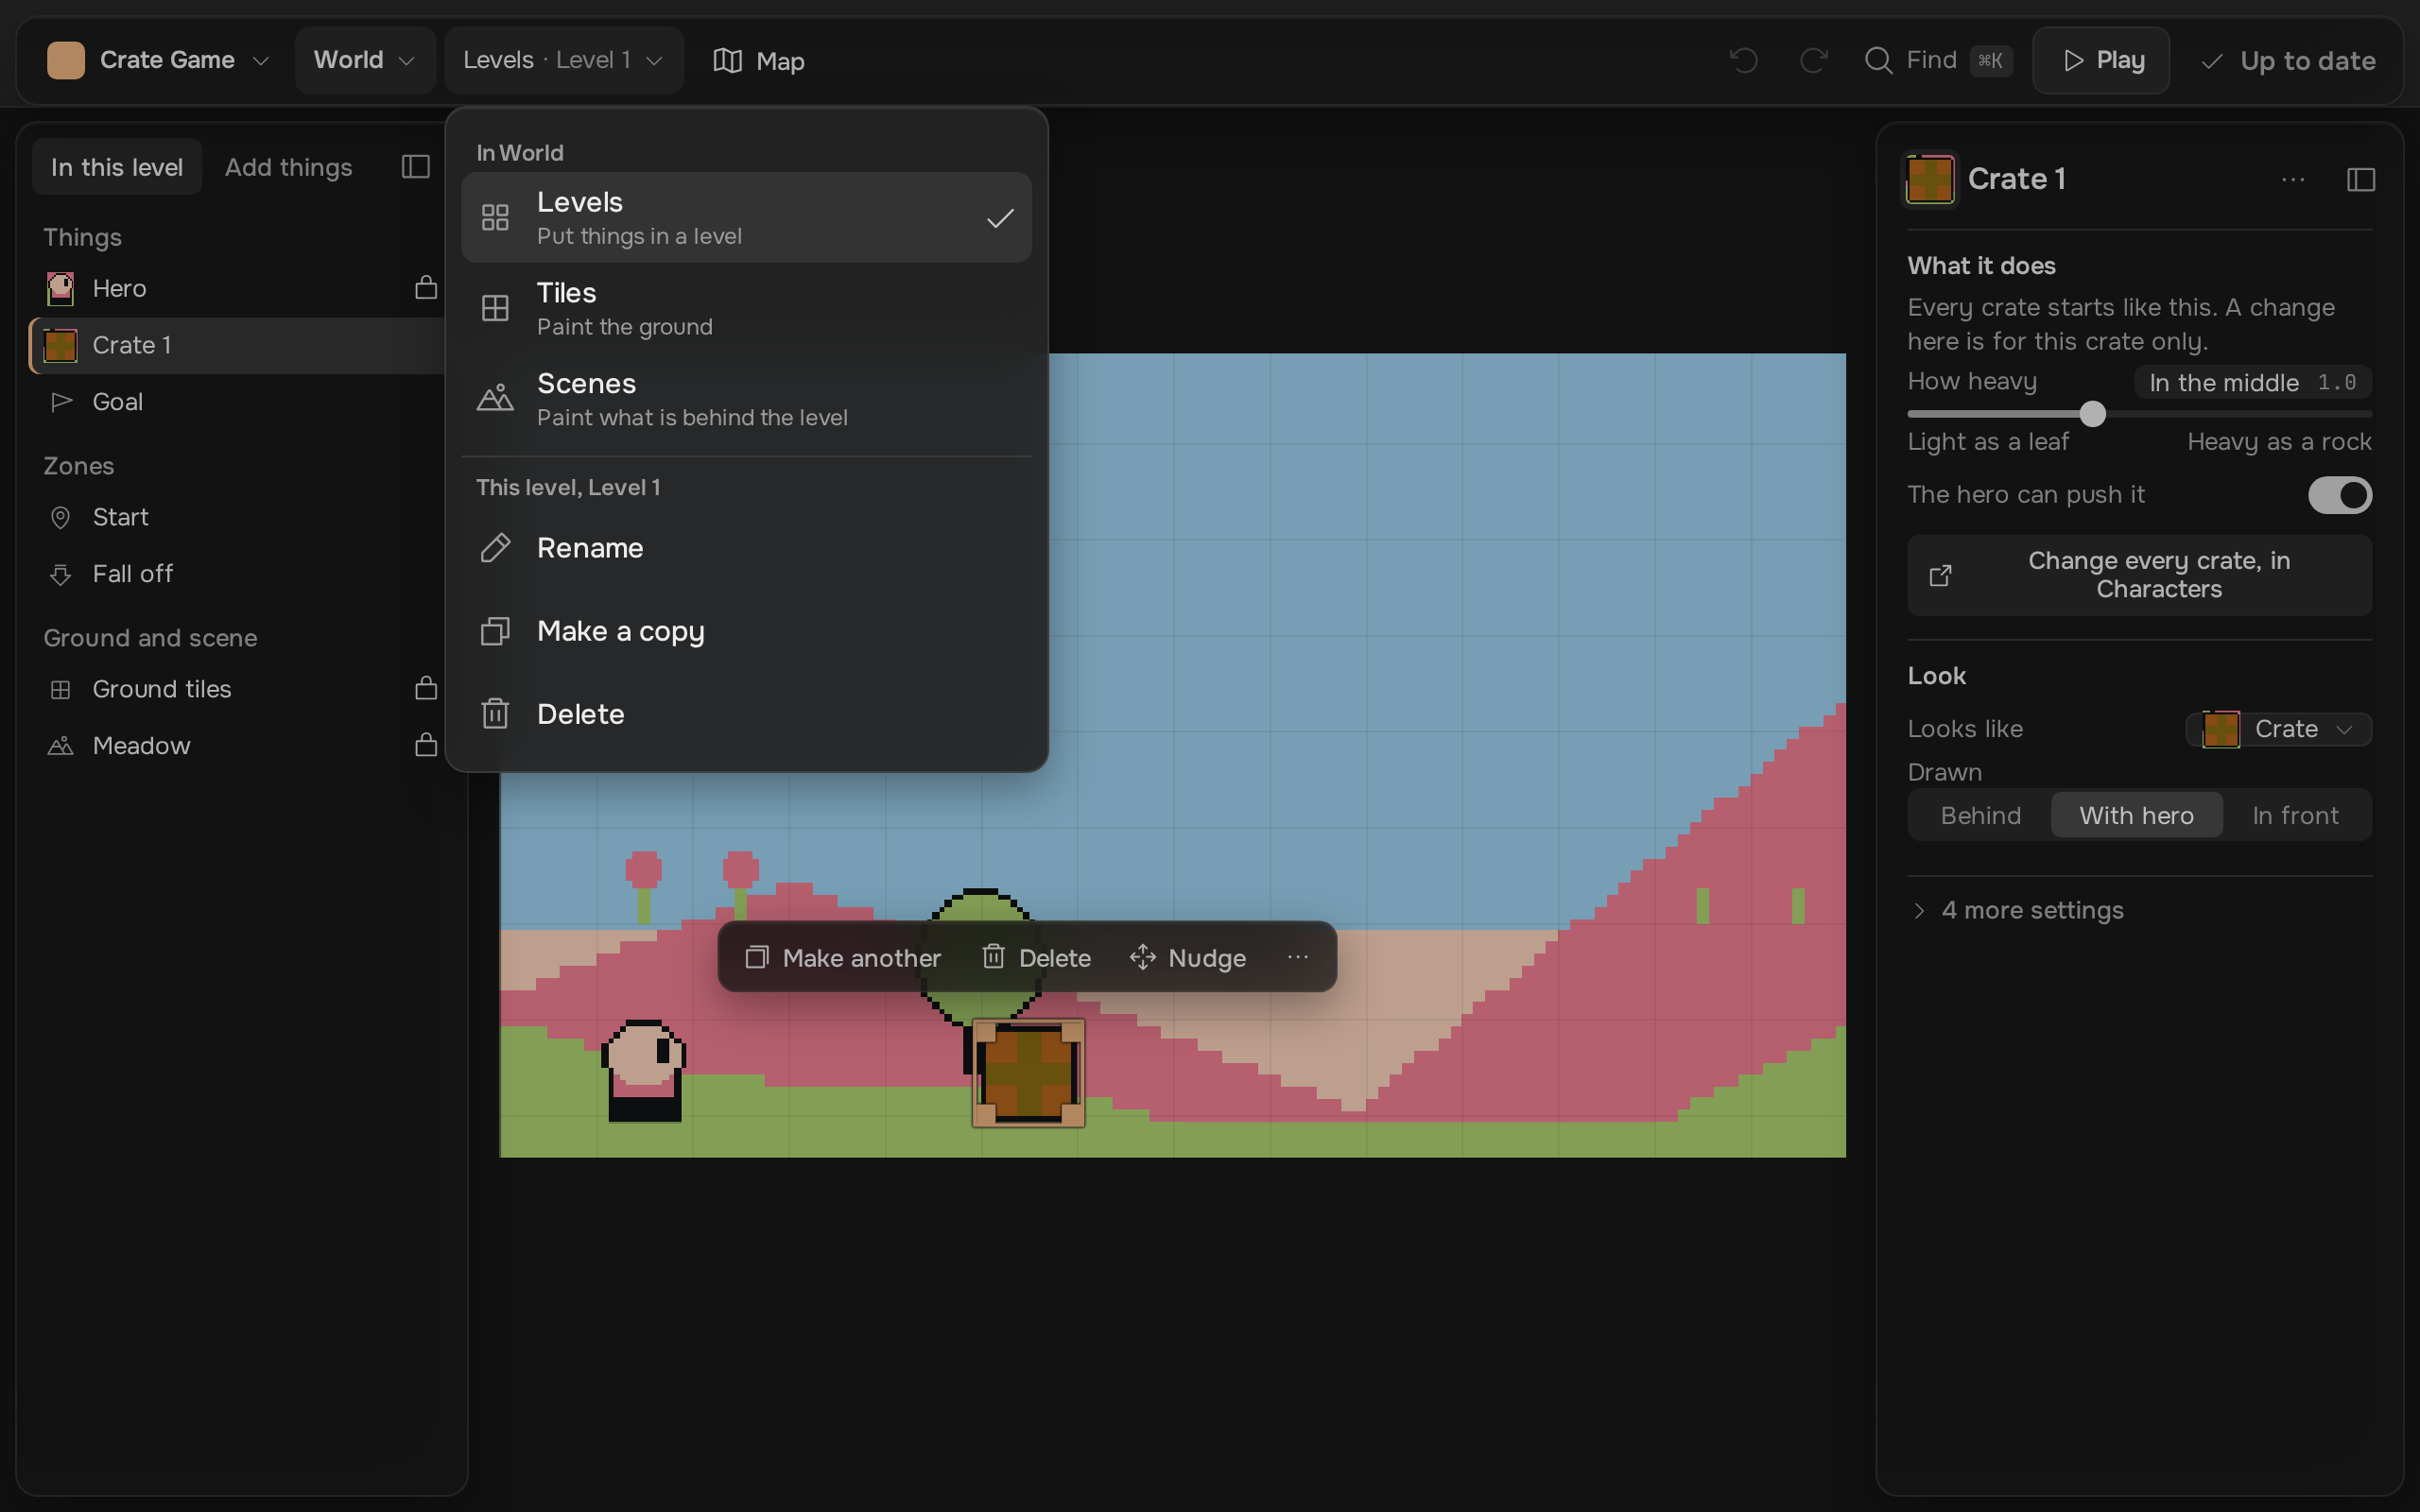 Crate Game
World
Levels · Level 1
Map
Find ⌘K
Play
Up to date
In this level
Add things
Things
Hero
Crate 1
Goal
Zones
Start
Fall off
Ground and scene
Ground tiles
Meadow
In World
Levels
Put things in a level
Tiles
Paint the ground
Scenes
Paint what is behind the level
This level, Level 1
Rename
Make a copy
Delete
Make another
Delete
Nudge
Crate 1
What it does
Every crate starts like this. A change
here is for this crate only.
How heavy
In the middle 1.0
Light as a leaf
Heavy as a rock
The hero can push it
Change every crate, in
Characters
Look
Looks like
Crate
Drawn
Behind
With hero
In front
4 more settings